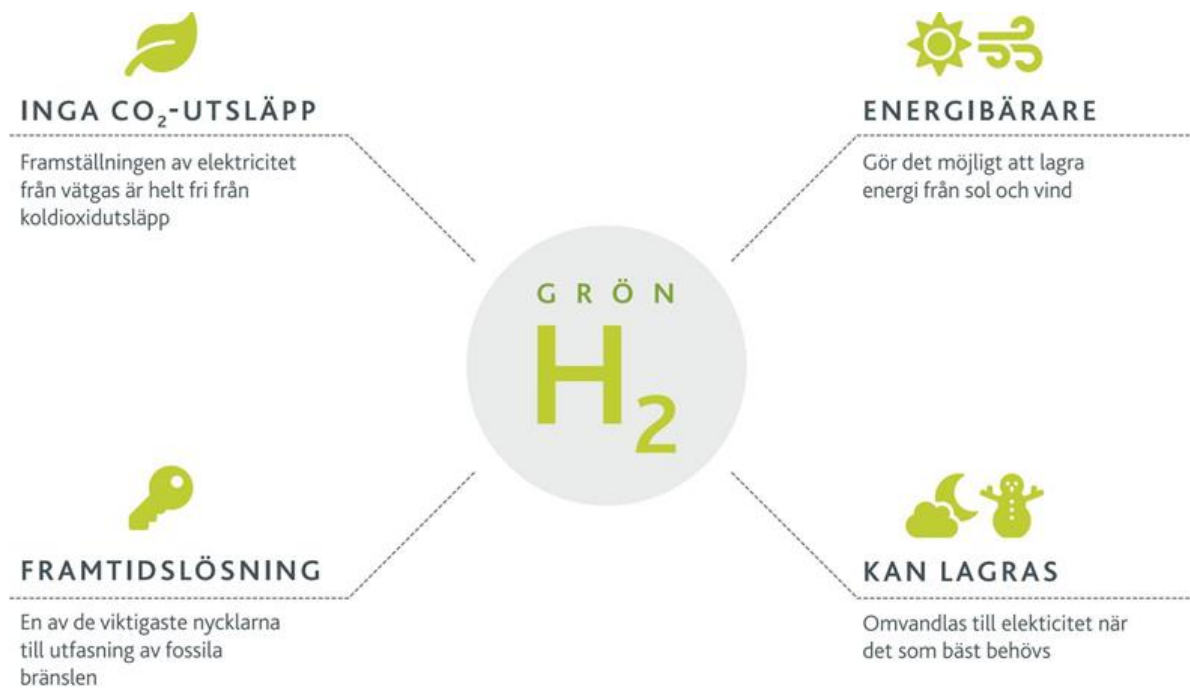 INGA CO₂-UTSLÄPP
Framställningen av elektricitet
från vätgas är helt fri från
koldioxidutsläpp
ENERGIBÄRARE
Gör det möjligt att lagra
energi från sol och vind
GRÖN
H₂
FRAMTIDSLÖSNING
En av de viktigaste nycklarna
till utfasning av fossila
bränslen
KAN LAGRAS
Omvandlas till elekticitet när
det som bäst behövs